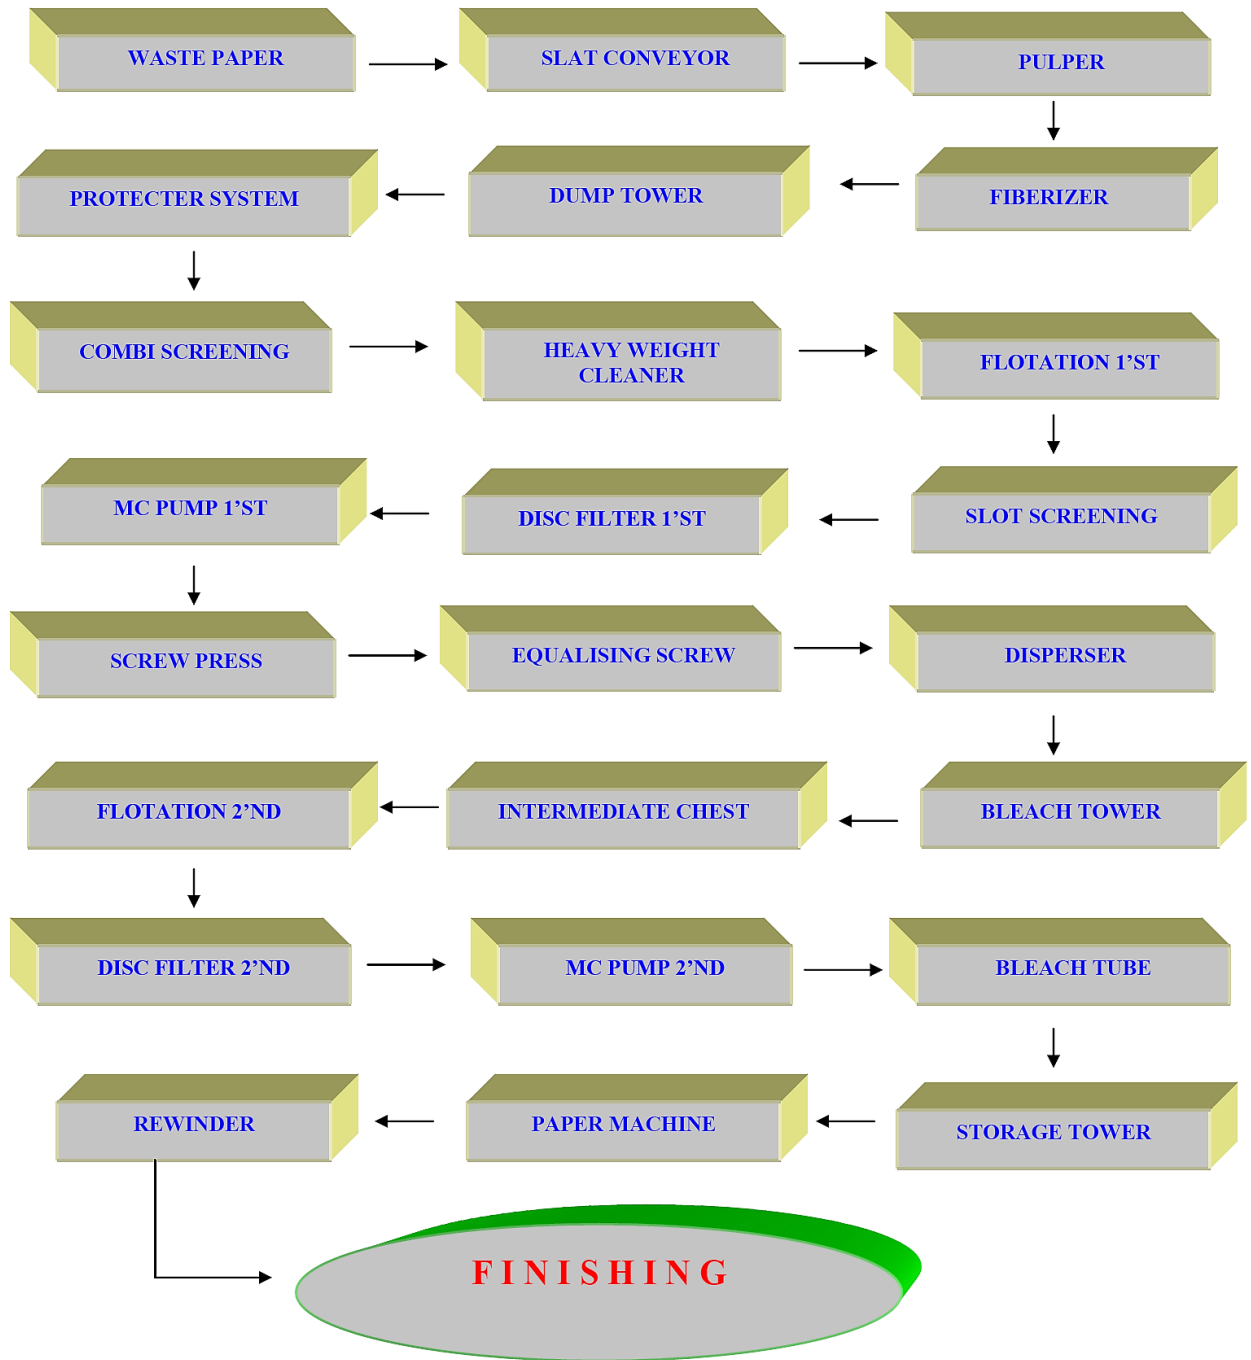 WASTE PAPER
SLAT CONVEYOR
PULPER
PROTECTER SYSTEM
DUMP TOWER
FIBERIZER
COMBI SCREENING
HEAVY WEIGHT
CLEANER
FLOTATION 1’ST
MC PUMP 1’ST
DISC FILTER 1’ST
SLOT SCREENING
SCREW PRESS
EQUALISING SCREW
DISPERSER
FLOTATION 2’ND
INTERMEDIATE CHEST
BLEACH TOWER
DISC FILTER 2’ND
MC PUMP 2’ND
BLEACH TUBE
REWINDER
PAPER MACHINE
STORAGE TOWER
F I N I S H I N G